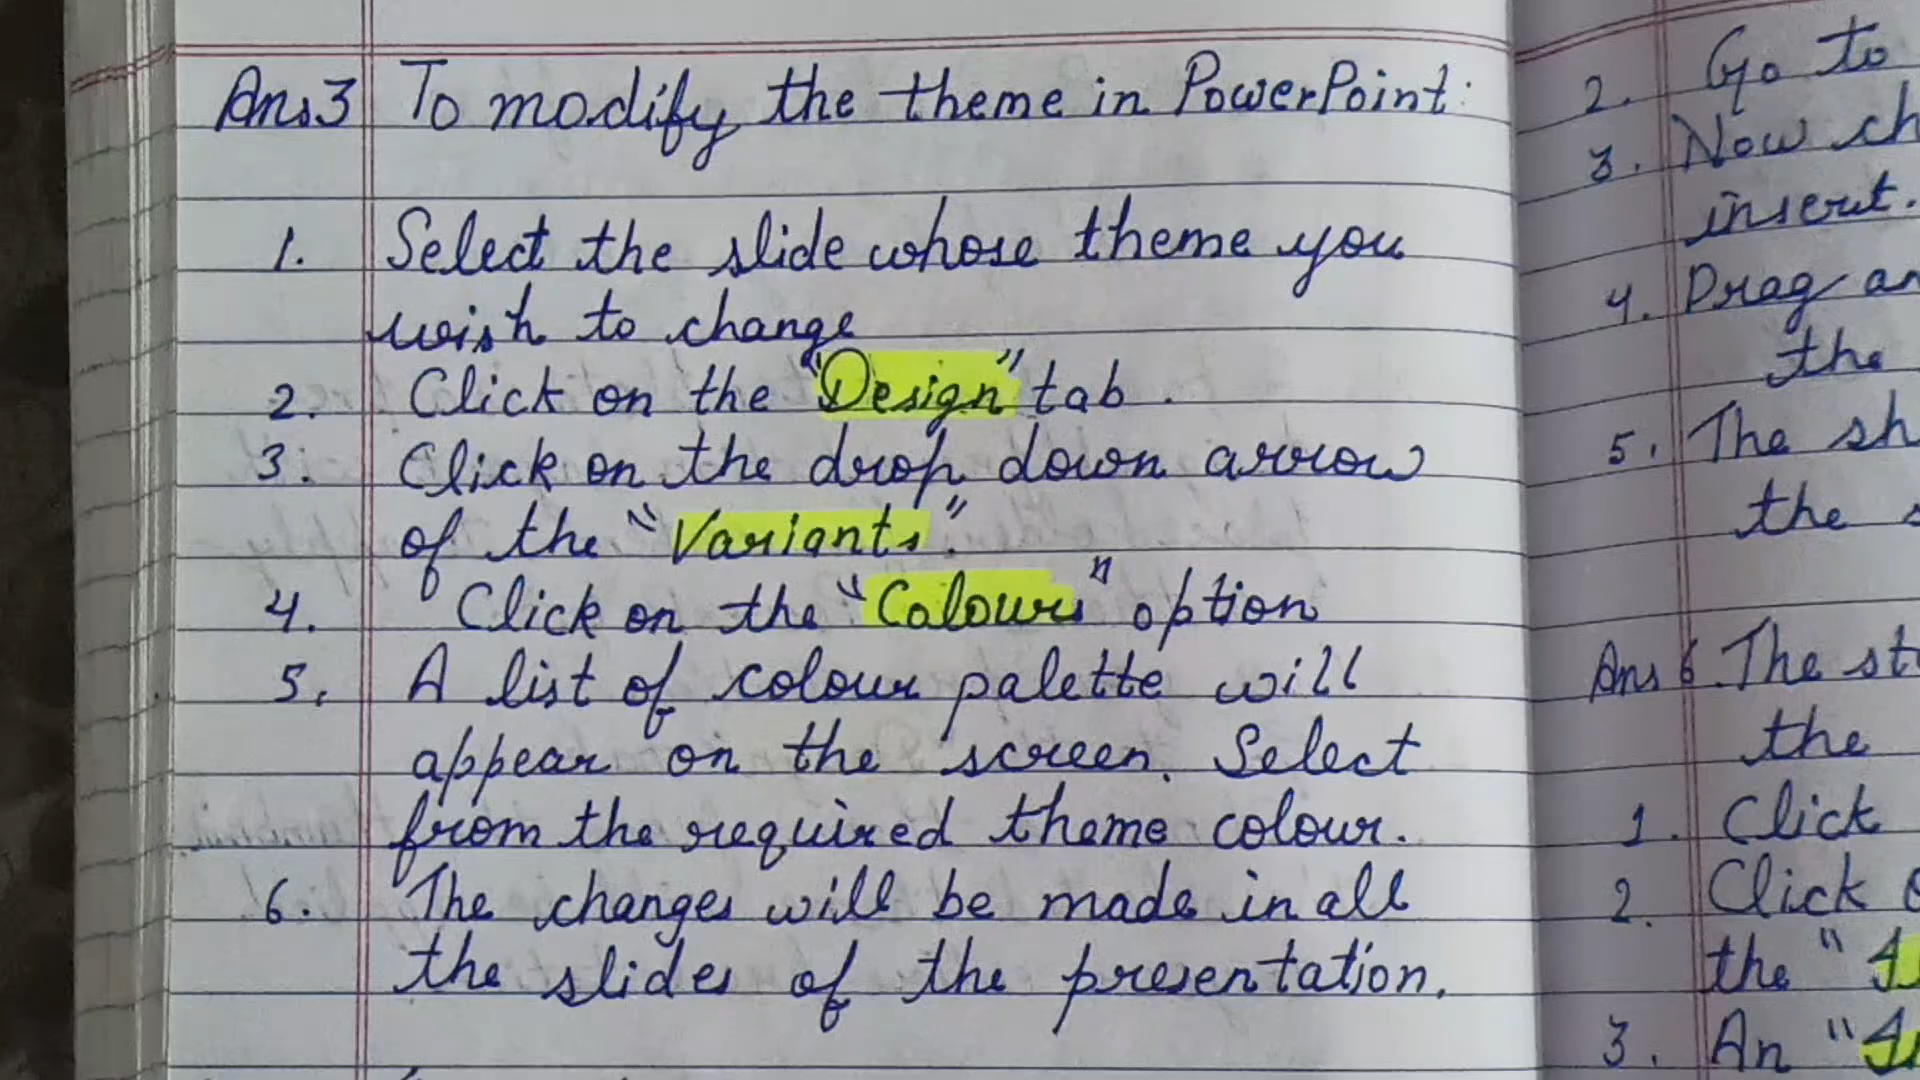 Ans 3 To modify the theme in PowerPoint:
1. Select the slide whose theme you
wish to change
2. Click on the "Design" tab.
3. Click on the drop down arrow
of the "Variants".
4. Click on the "Colours" option
5. A list of colour palette will
appear on the screen. Select
from the required theme colour.
6. The changes will be made in all
the slides of the presentation.
2. Go to
3. Now ch
insert.
4. Drag an
the
5. The sh
the s
Ans 6. The st
the
1. Click
2. Click
the "
3. An "